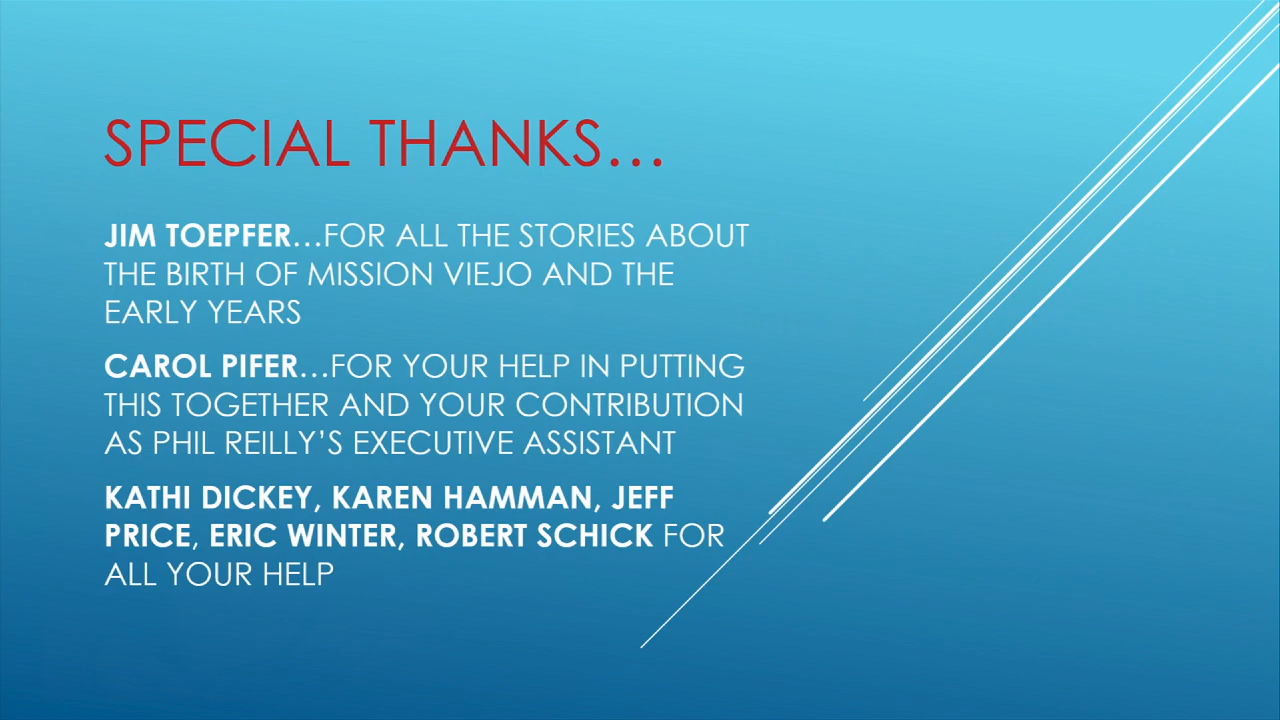 SPECIAL THANKS…
JIM TOEPFER…FOR ALL THE STORIES ABOUT
THE BIRTH OF MISSION VIEJO AND THE
EARLY YEARS
CAROL PIFER…FOR YOUR HELP IN PUTTING
THIS TOGETHER AND YOUR CONTRIBUTION
AS PHIL REILLY’S EXECUTIVE ASSISTANT
KATHI DICKEY, KAREN HAMMAN, JEFF
PRICE, ERIC WINTER, ROBERT SCHICK FOR
ALL YOUR HELP